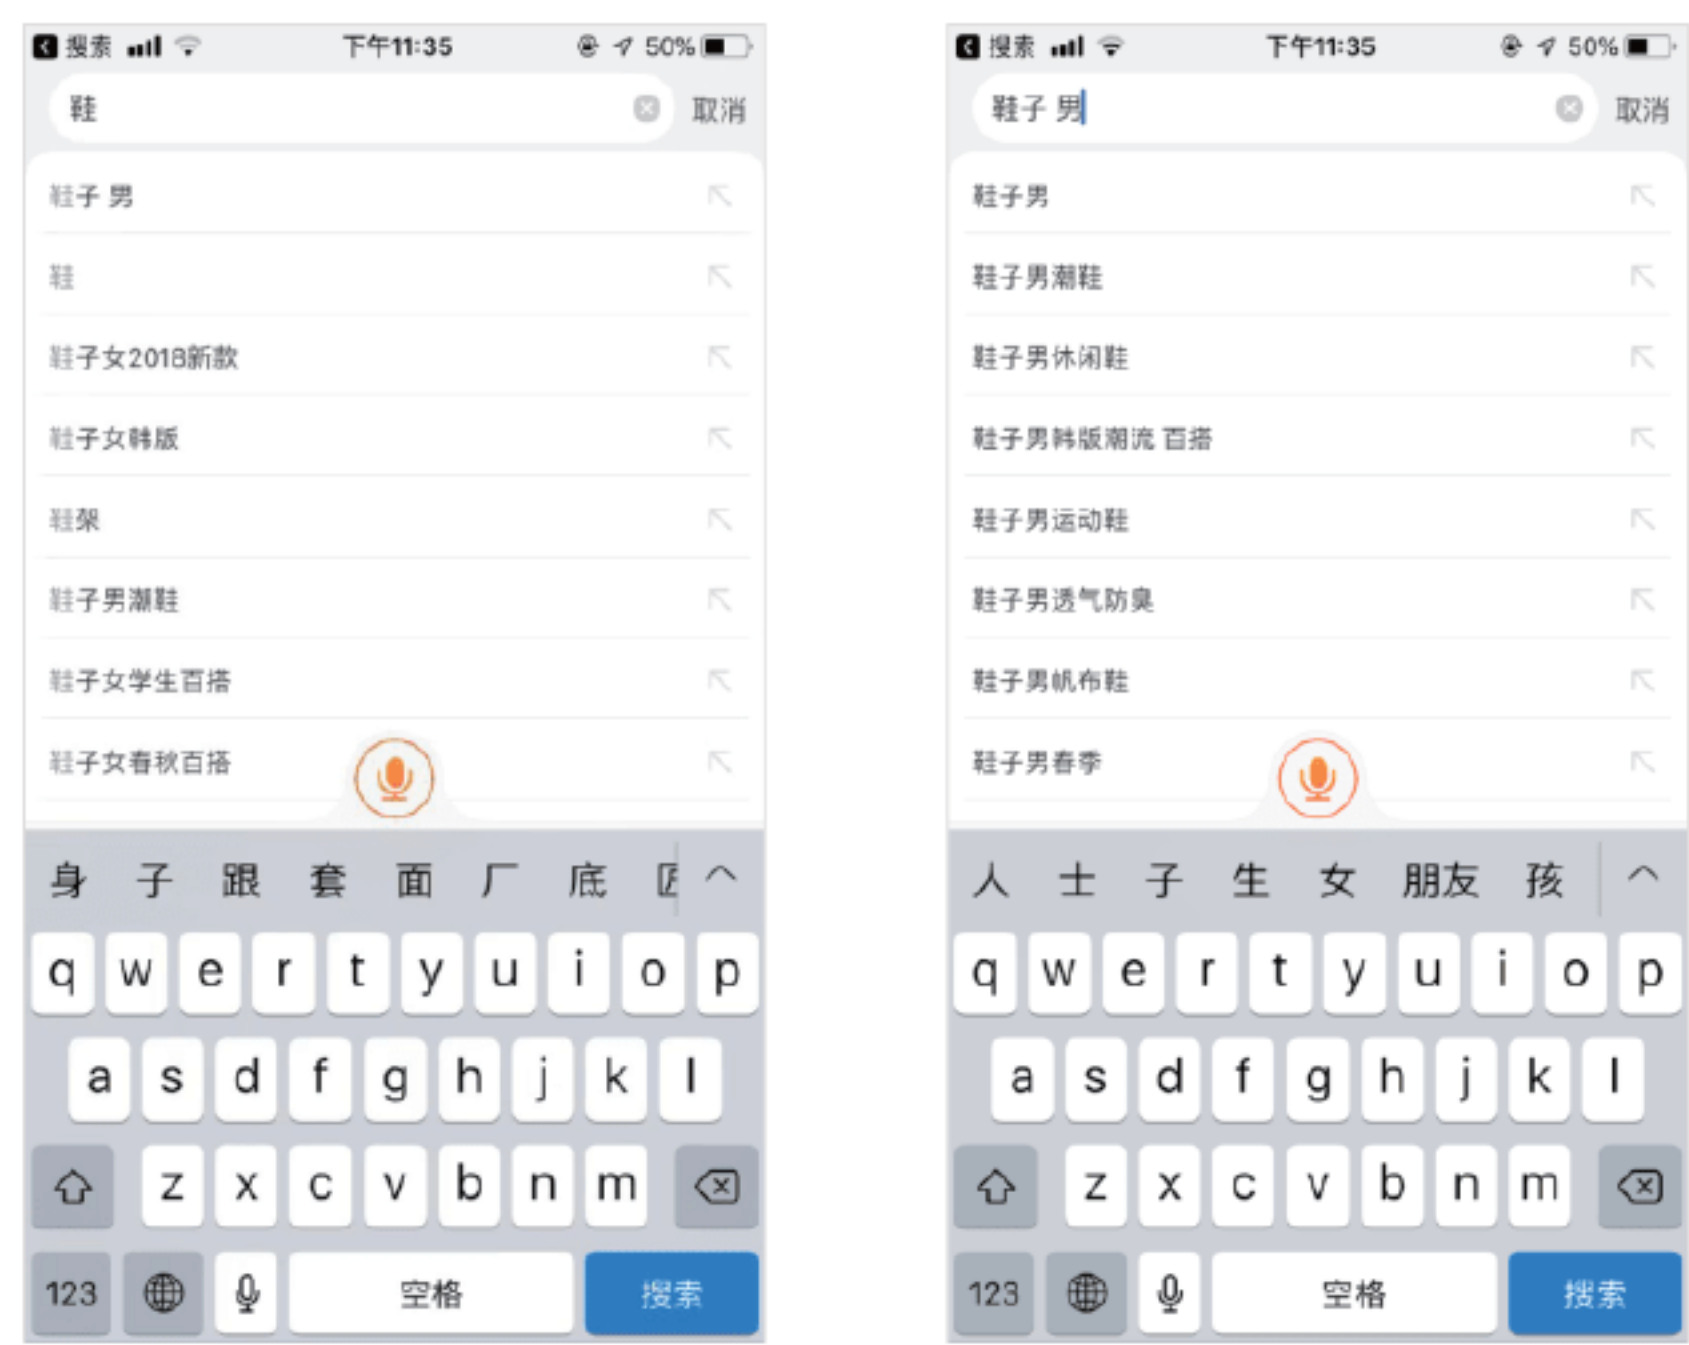 搜索 下午11:35 50%
鞋 取消
鞋子 男
鞋
鞋子女2018新款
鞋子女韩版
鞋架
鞋子男潮鞋
鞋子女学生百搭
鞋子女春秋百搭
身 子 跟 套 面 厂 底
q w e r t y u i o p
a s d f g h j k l
z x c v b n m
123 空格 搜索
搜索 下午11:35 50%
鞋子 男 取消
鞋子男
鞋子男潮鞋
鞋子男休闲鞋
鞋子男韩版潮流 百搭
鞋子男运动鞋
鞋子男透气防臭
鞋子男帆布鞋
鞋子男春季
人 士 子 生 女 朋友 孩
q w e r t y u i o p
a s d f g h j k l
z x c v b n m
123 空格 搜索